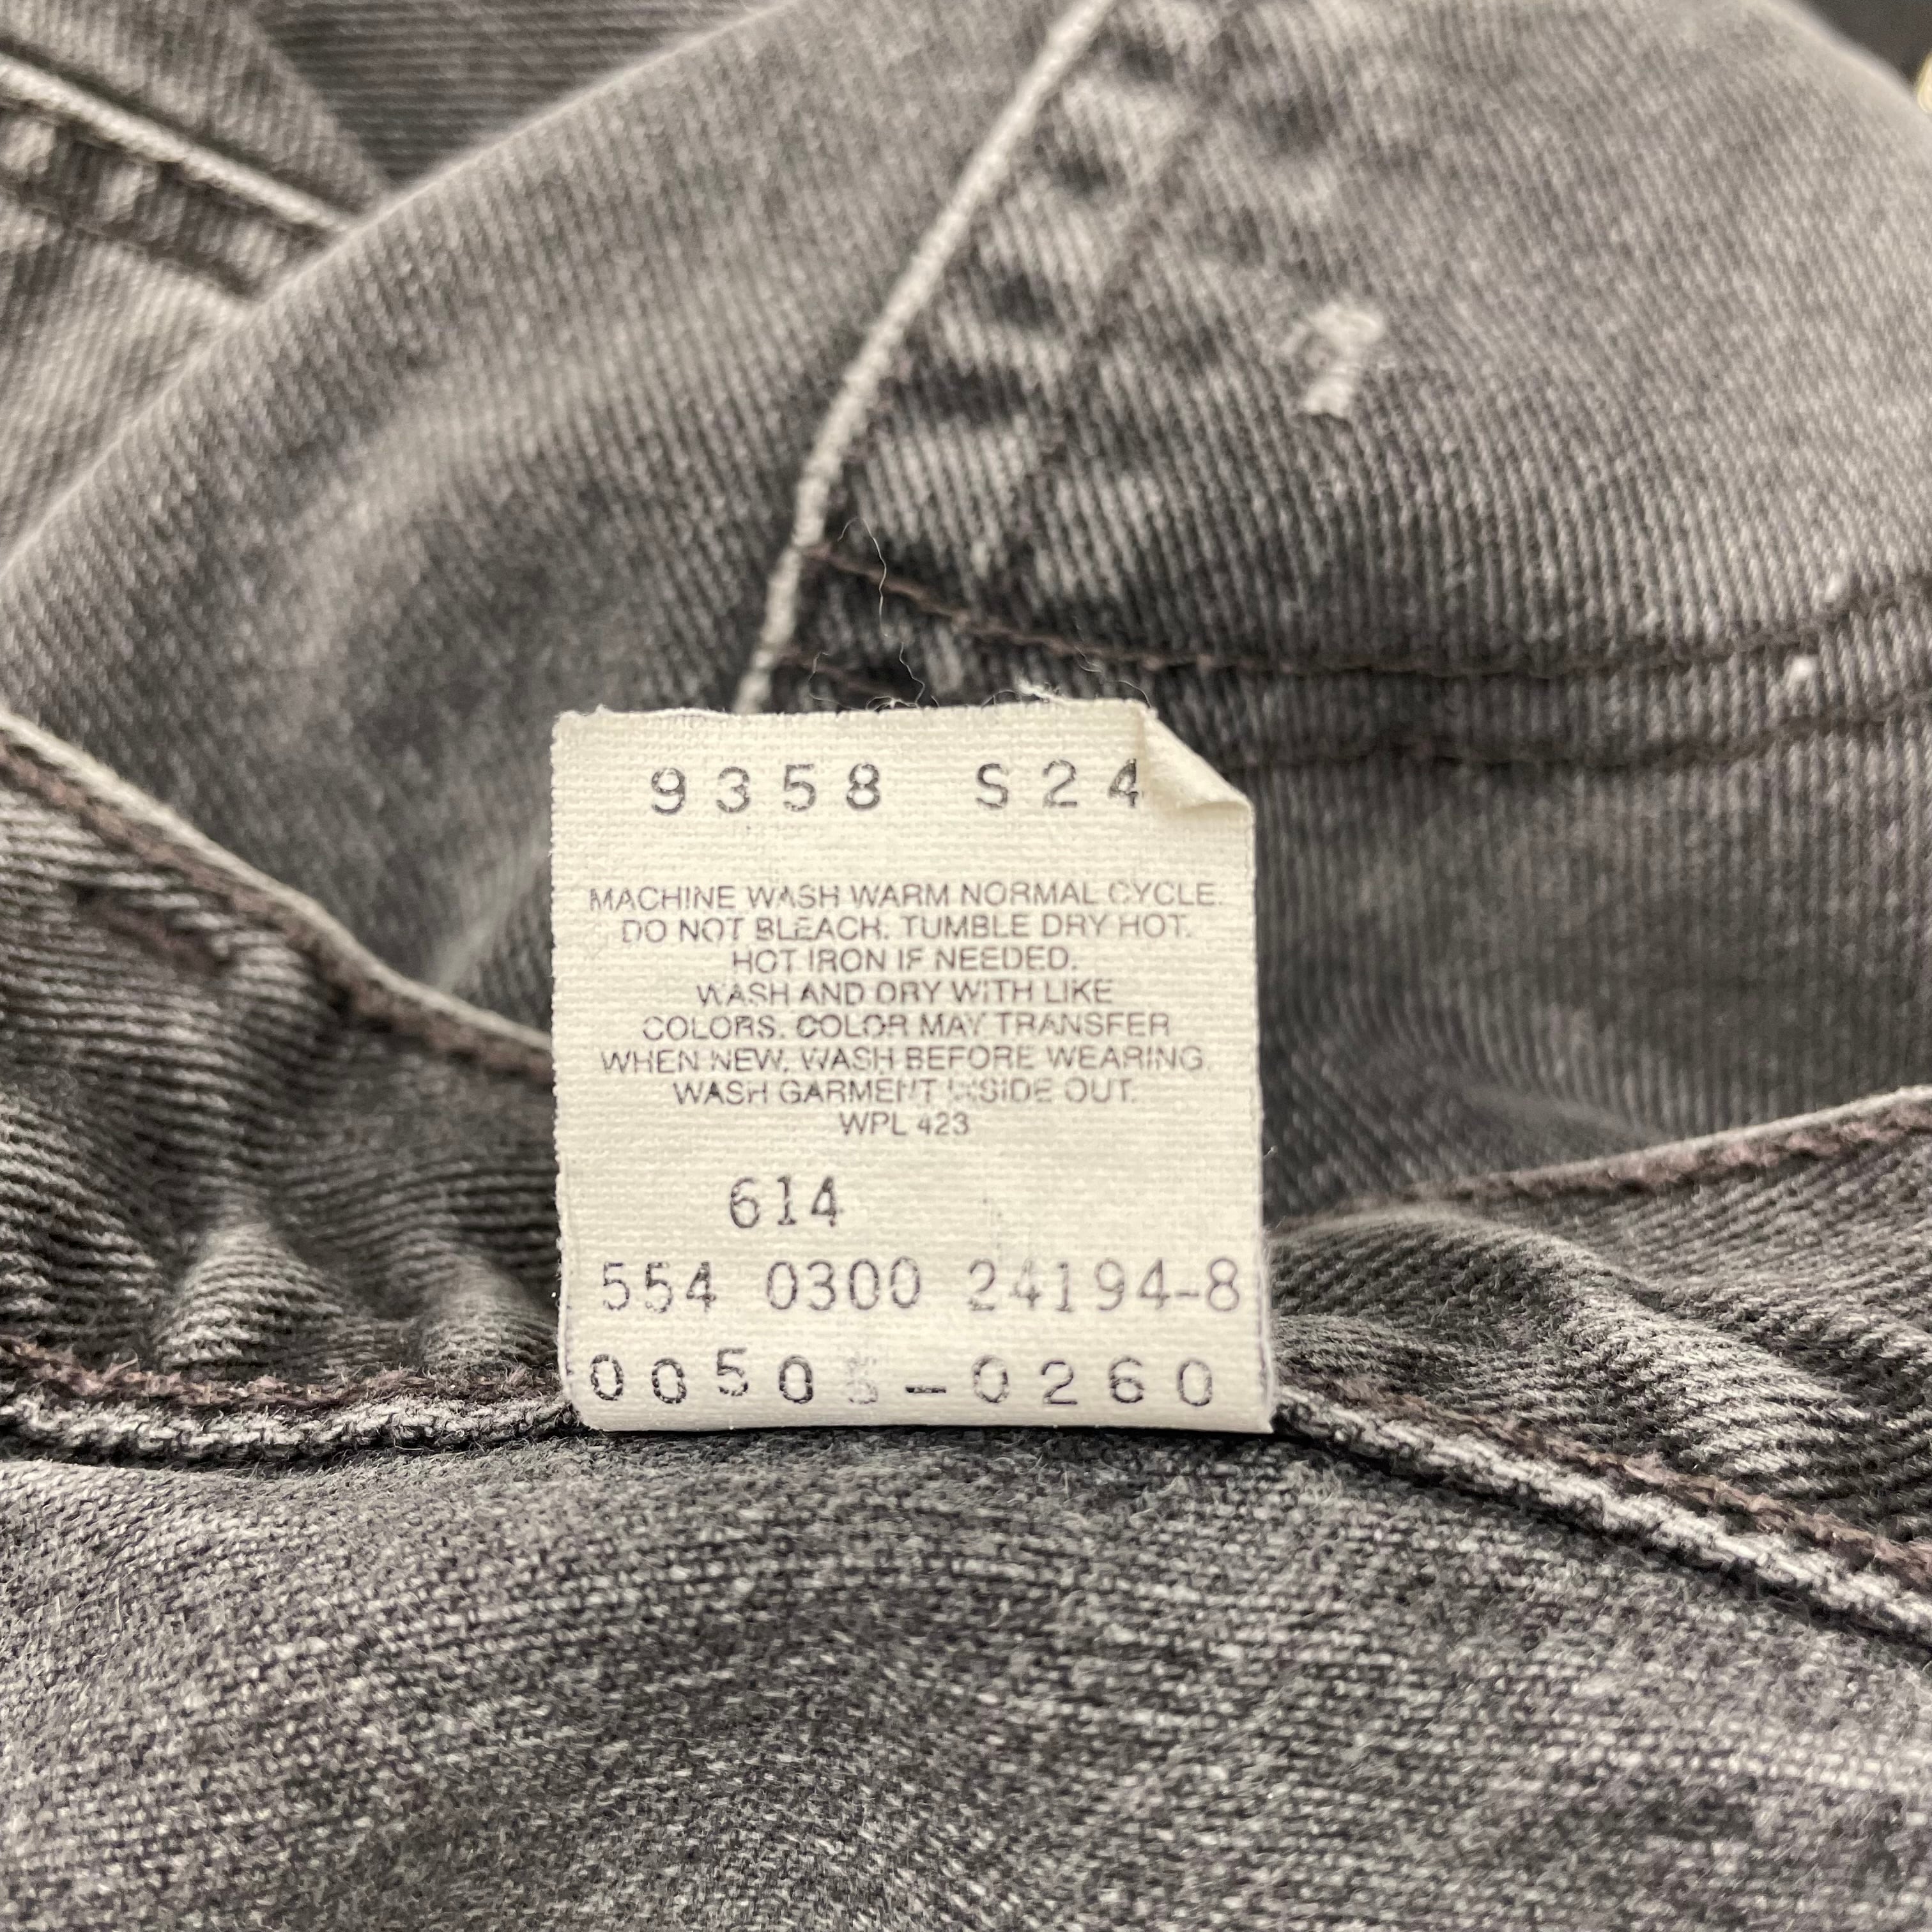 9358 S24
MACHINE WASH WARM NORMAL CYCLE.
DO NOT BLEACH. TUMBLE DRY HOT.
HOT IRON IF NEEDED.
WASH AND DRY WITH LIKE
COLORS. COLOR MAY TRANSFER
WHEN NEW. WASH BEFORE WEARING.
WASH GARMENT INSIDE OUT.
WPL 423
614
554 0300 24194-8
00505-0260